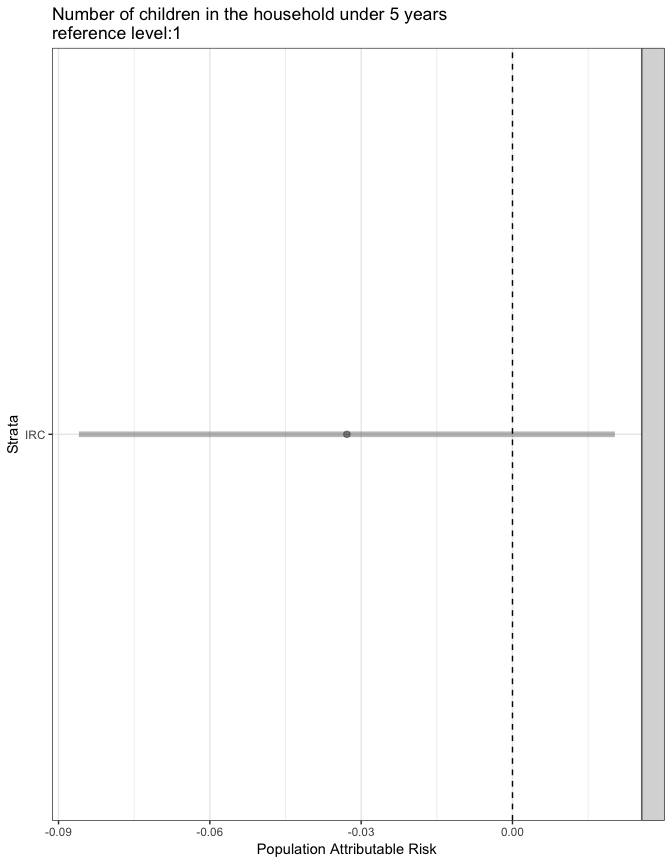 Number of children in the household under 5 years
reference level:1
Strata
IRC
-0.09 -0.06 -0.03 0.00
Population Attributable Risk